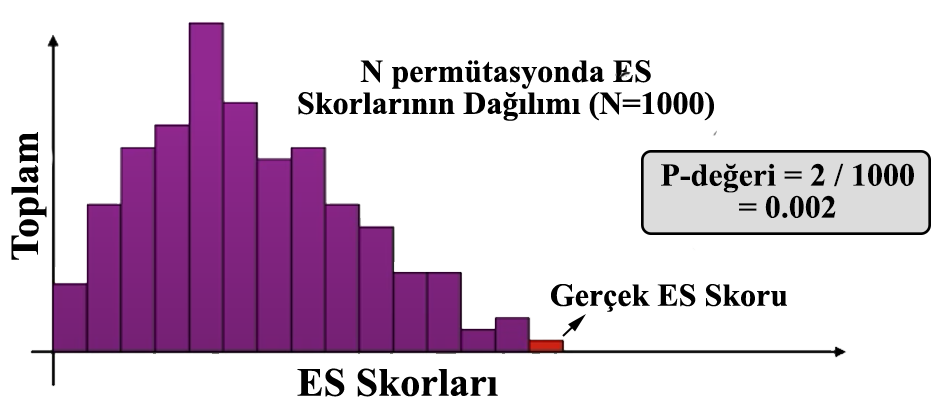 N permütasyonda ES
Skorlarının Dağılımı (N=1000)
Toplam
P-değeri = 2 / 1000
= 0.002
Gerçek ES Skoru
ES Skorları